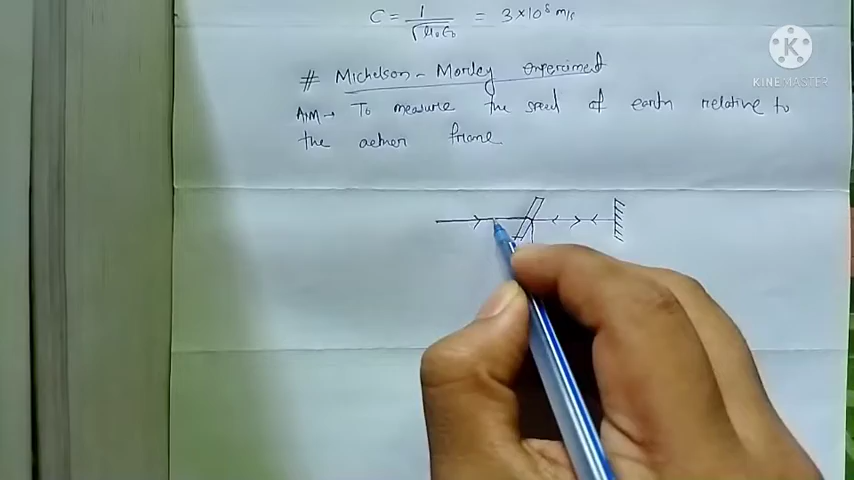 C = 1/√μ₀ϵ₀ = 3×10⁸ m/s
# Michelson - Morley experiment
AIM → To measure the speed of earth relative to
the aether frame
K
KINEMASTER